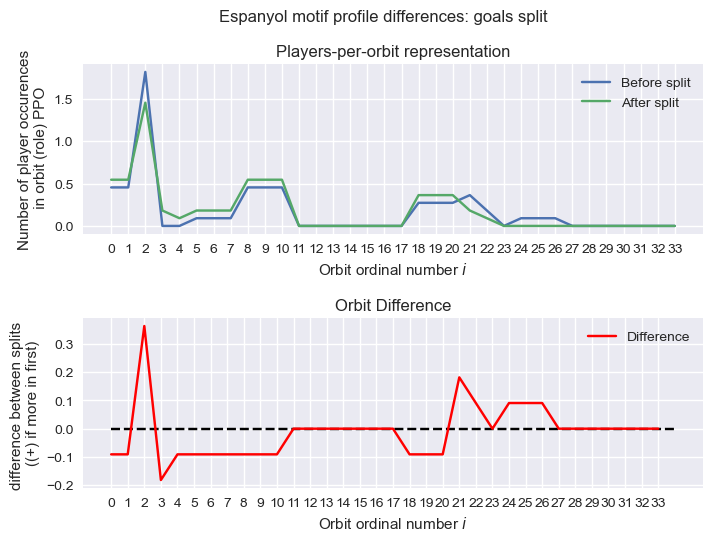 Espanyol motif profile differences: goals split
Players-per-orbit representation
Number of player occurences
in orbit (role) PPO
1.5
1.0
0.5
0.0
Before split
After split
0 1 2 3 4 5 6 7 8 9 10 11 12 13 14 15 16 17 18 19 20 21 22 23 24 25 26 27 28 29 30 31 32 33
Orbit ordinal number i
Orbit Difference
difference between splits
((+) if more in first)
0.3
0.2
0.1
0.0
−0.1
−0.2
Difference
0 1 2 3 4 5 6 7 8 9 10 11 12 13 14 15 16 17 18 19 20 21 22 23 24 25 26 27 28 29 30 31 32 33
Orbit ordinal number i